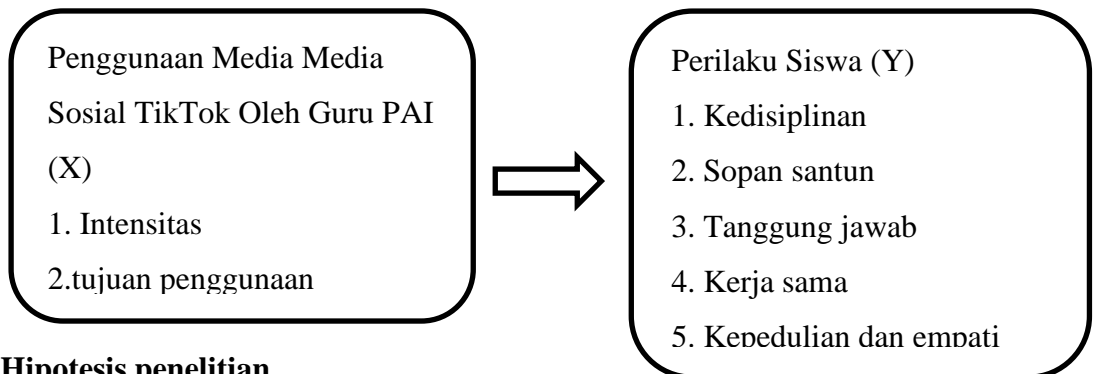 Penggunaan Media Media
Sosial TikTok Oleh Guru PAI
(X)
1. Intensitas
2.tujuan penggunaan
Perilaku Siswa (Y)
1. Kedisiplinan
2. Sopan santun
3. Tanggung jawab
4. Kerja sama
5. Kepedulian dan empati
Hipotesis penelitian